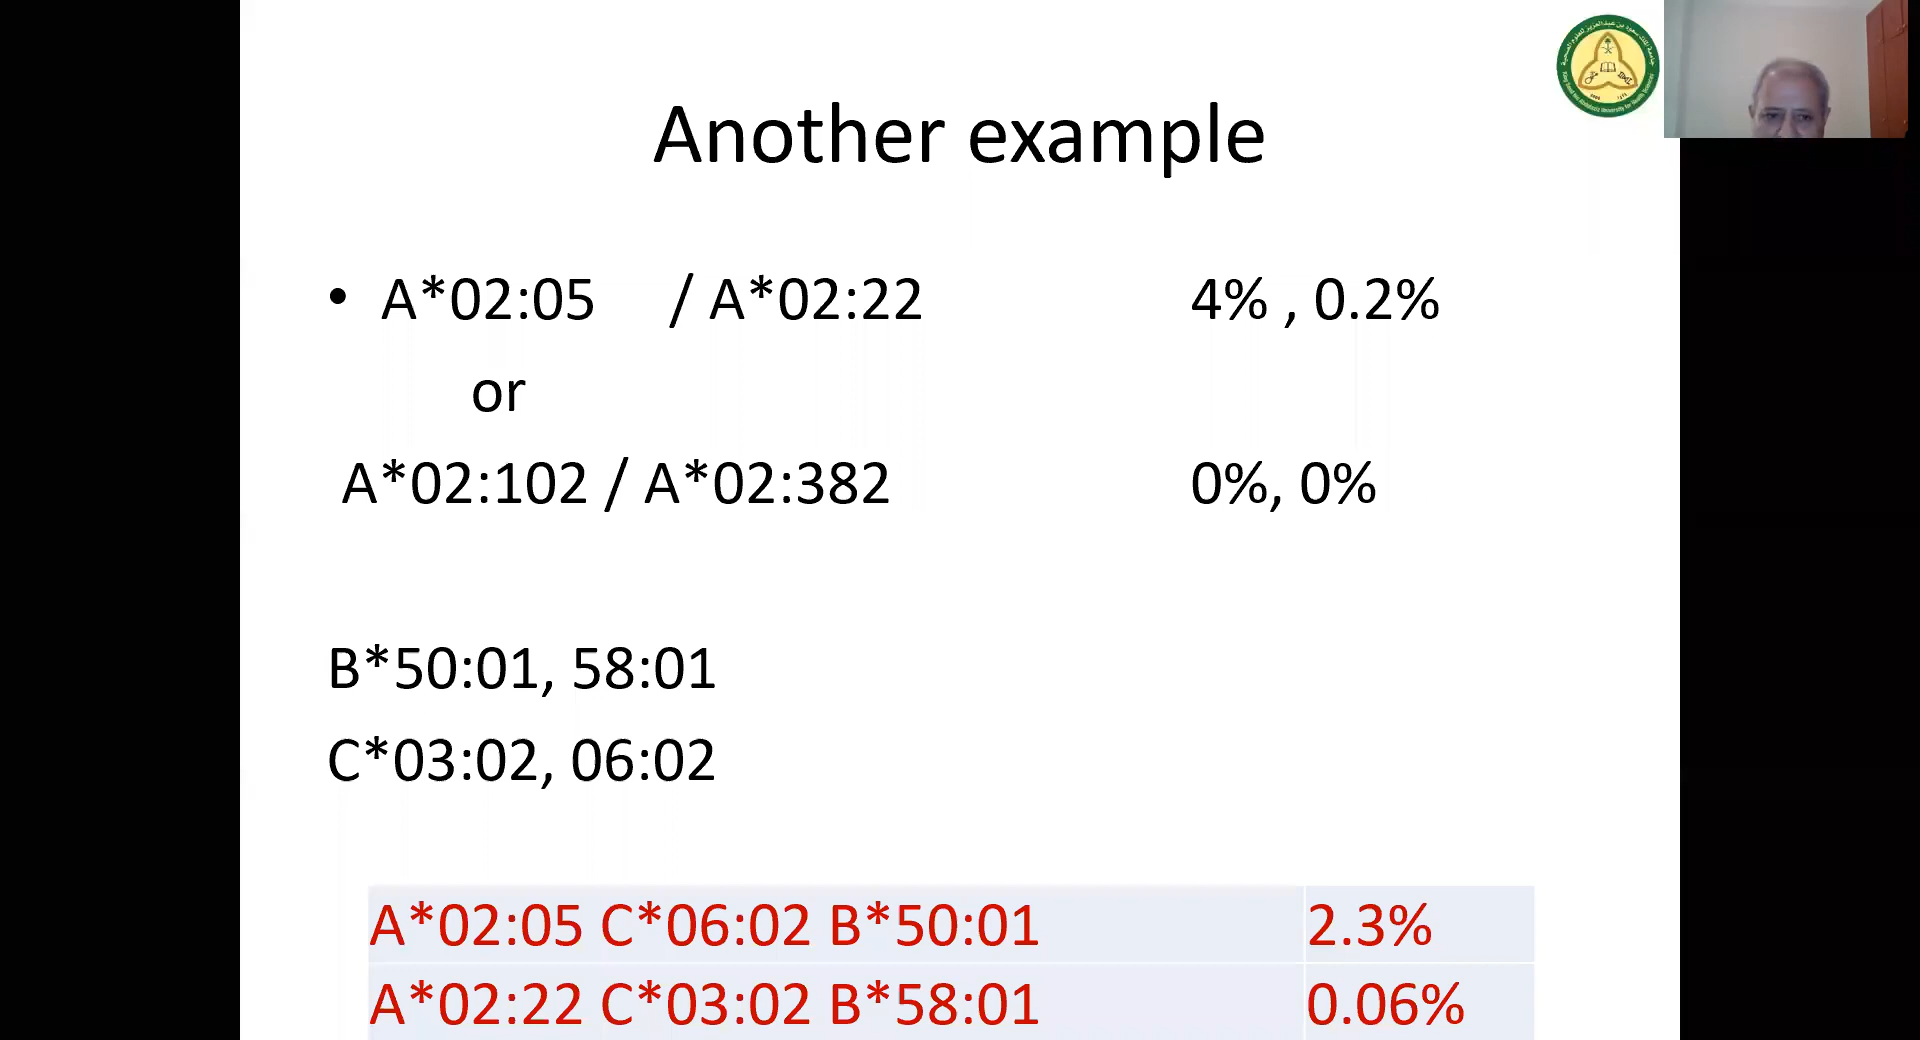 Another example
• A*02:05 / A*02:22 4% , 0.2%
or
A*02:102 / A*02:382 0%, 0%
B*50:01, 58:01
C*03:02, 06:02
A*02:05 C*06:02 B*50:01 2.3%
A*02:22 C*03:02 B*58:01 0.06%